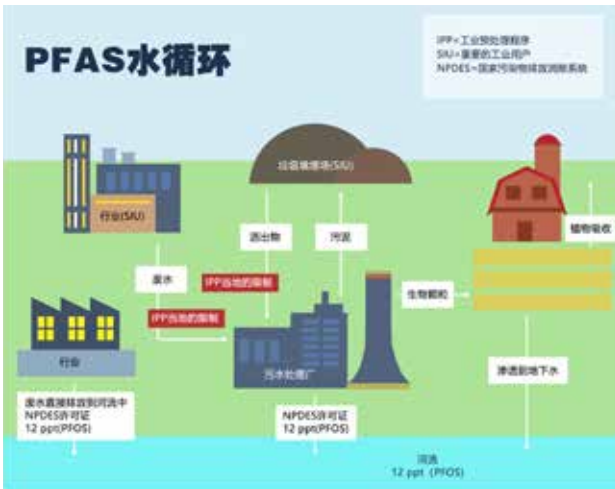 PFAS水循环
IPP=工业预处理程序
SIU=重要的工业用户
NPDES=国家污染物排放消除系统
垃圾填埋场(SIU)
行业(SIU)
逃出物
污泥
植物吸收
废水
IPP当地的限制
IPP当地的限制
生物颗粒
行业
污水处理厂
渗透到地下水
废水直接排放到河流中
NPDES许可证
12 ppt(PFOS)
NPDES许可证
12 ppt(PFOS)
河流
12 ppt (PFOS)